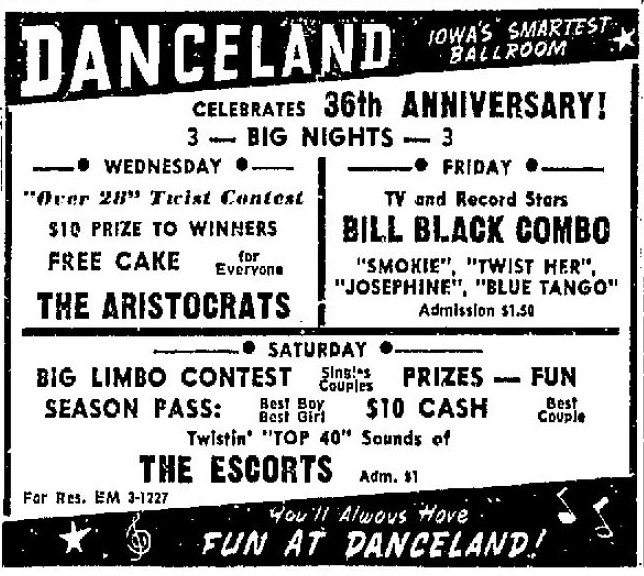 DANCELAND
IOWA'S SMARTEST
BALLROOM
CELEBRATES 36th ANNIVERSARY!
3 — BIG NIGHTS — 3
WEDNESDAY
"Over 28" Twist Contest
$10 PRIZE TO WINNERS
FREE CAKE for Everyone
THE ARISTOCRATS
FRIDAY
TV and Record Stars
BILL BLACK COMBO
"SMOKIE", "TWIST HER",
"JOSEPHINE", "BLUE TANGO"
Admission $1.50
SATURDAY
BIG LIMBO CONTEST Singles Couples PRIZES — FUN
SEASON PASS: Best Boy Best Girl $10 CASH Best Couple
Twistin' "TOP 40" Sounds of
THE ESCORTS Adm. $1
For Res. EM 3-1227
You'll Always Have
FUN AT DANCELAND!